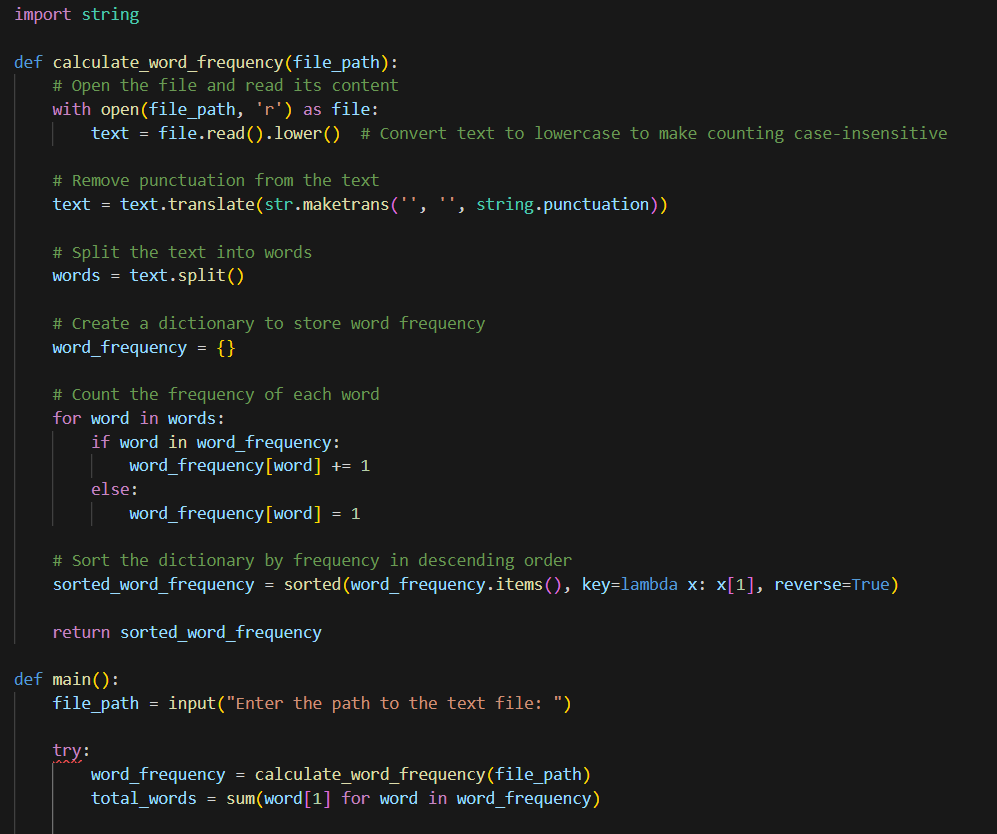 import string
def calculate_word_frequency(file_path):
    # Open the file and read its content
    with open(file_path, 'r') as file:
        text = file.read().lower()  # Convert text to lowercase to make counting case-insensitive
    # Remove punctuation from the text
    text = text.translate(str.maketrans('', '', string.punctuation))
    # Split the text into words
    words = text.split()
    # Create a dictionary to store word frequency
    word_frequency = {}
    # Count the frequency of each word
    for word in words:
        if word in word_frequency:
            word_frequency[word] += 1
        else:
            word_frequency[word] = 1
    # Sort the dictionary by frequency in descending order
    sorted_word_frequency = sorted(word_frequency.items(), key=lambda x: x[1], reverse=True)
    return sorted_word_frequency
def main():
    file_path = input("Enter the path to the text file: ")
    try:
        word_frequency = calculate_word_frequency(file_path)
        total_words = sum(word[1] for word in word_frequency)